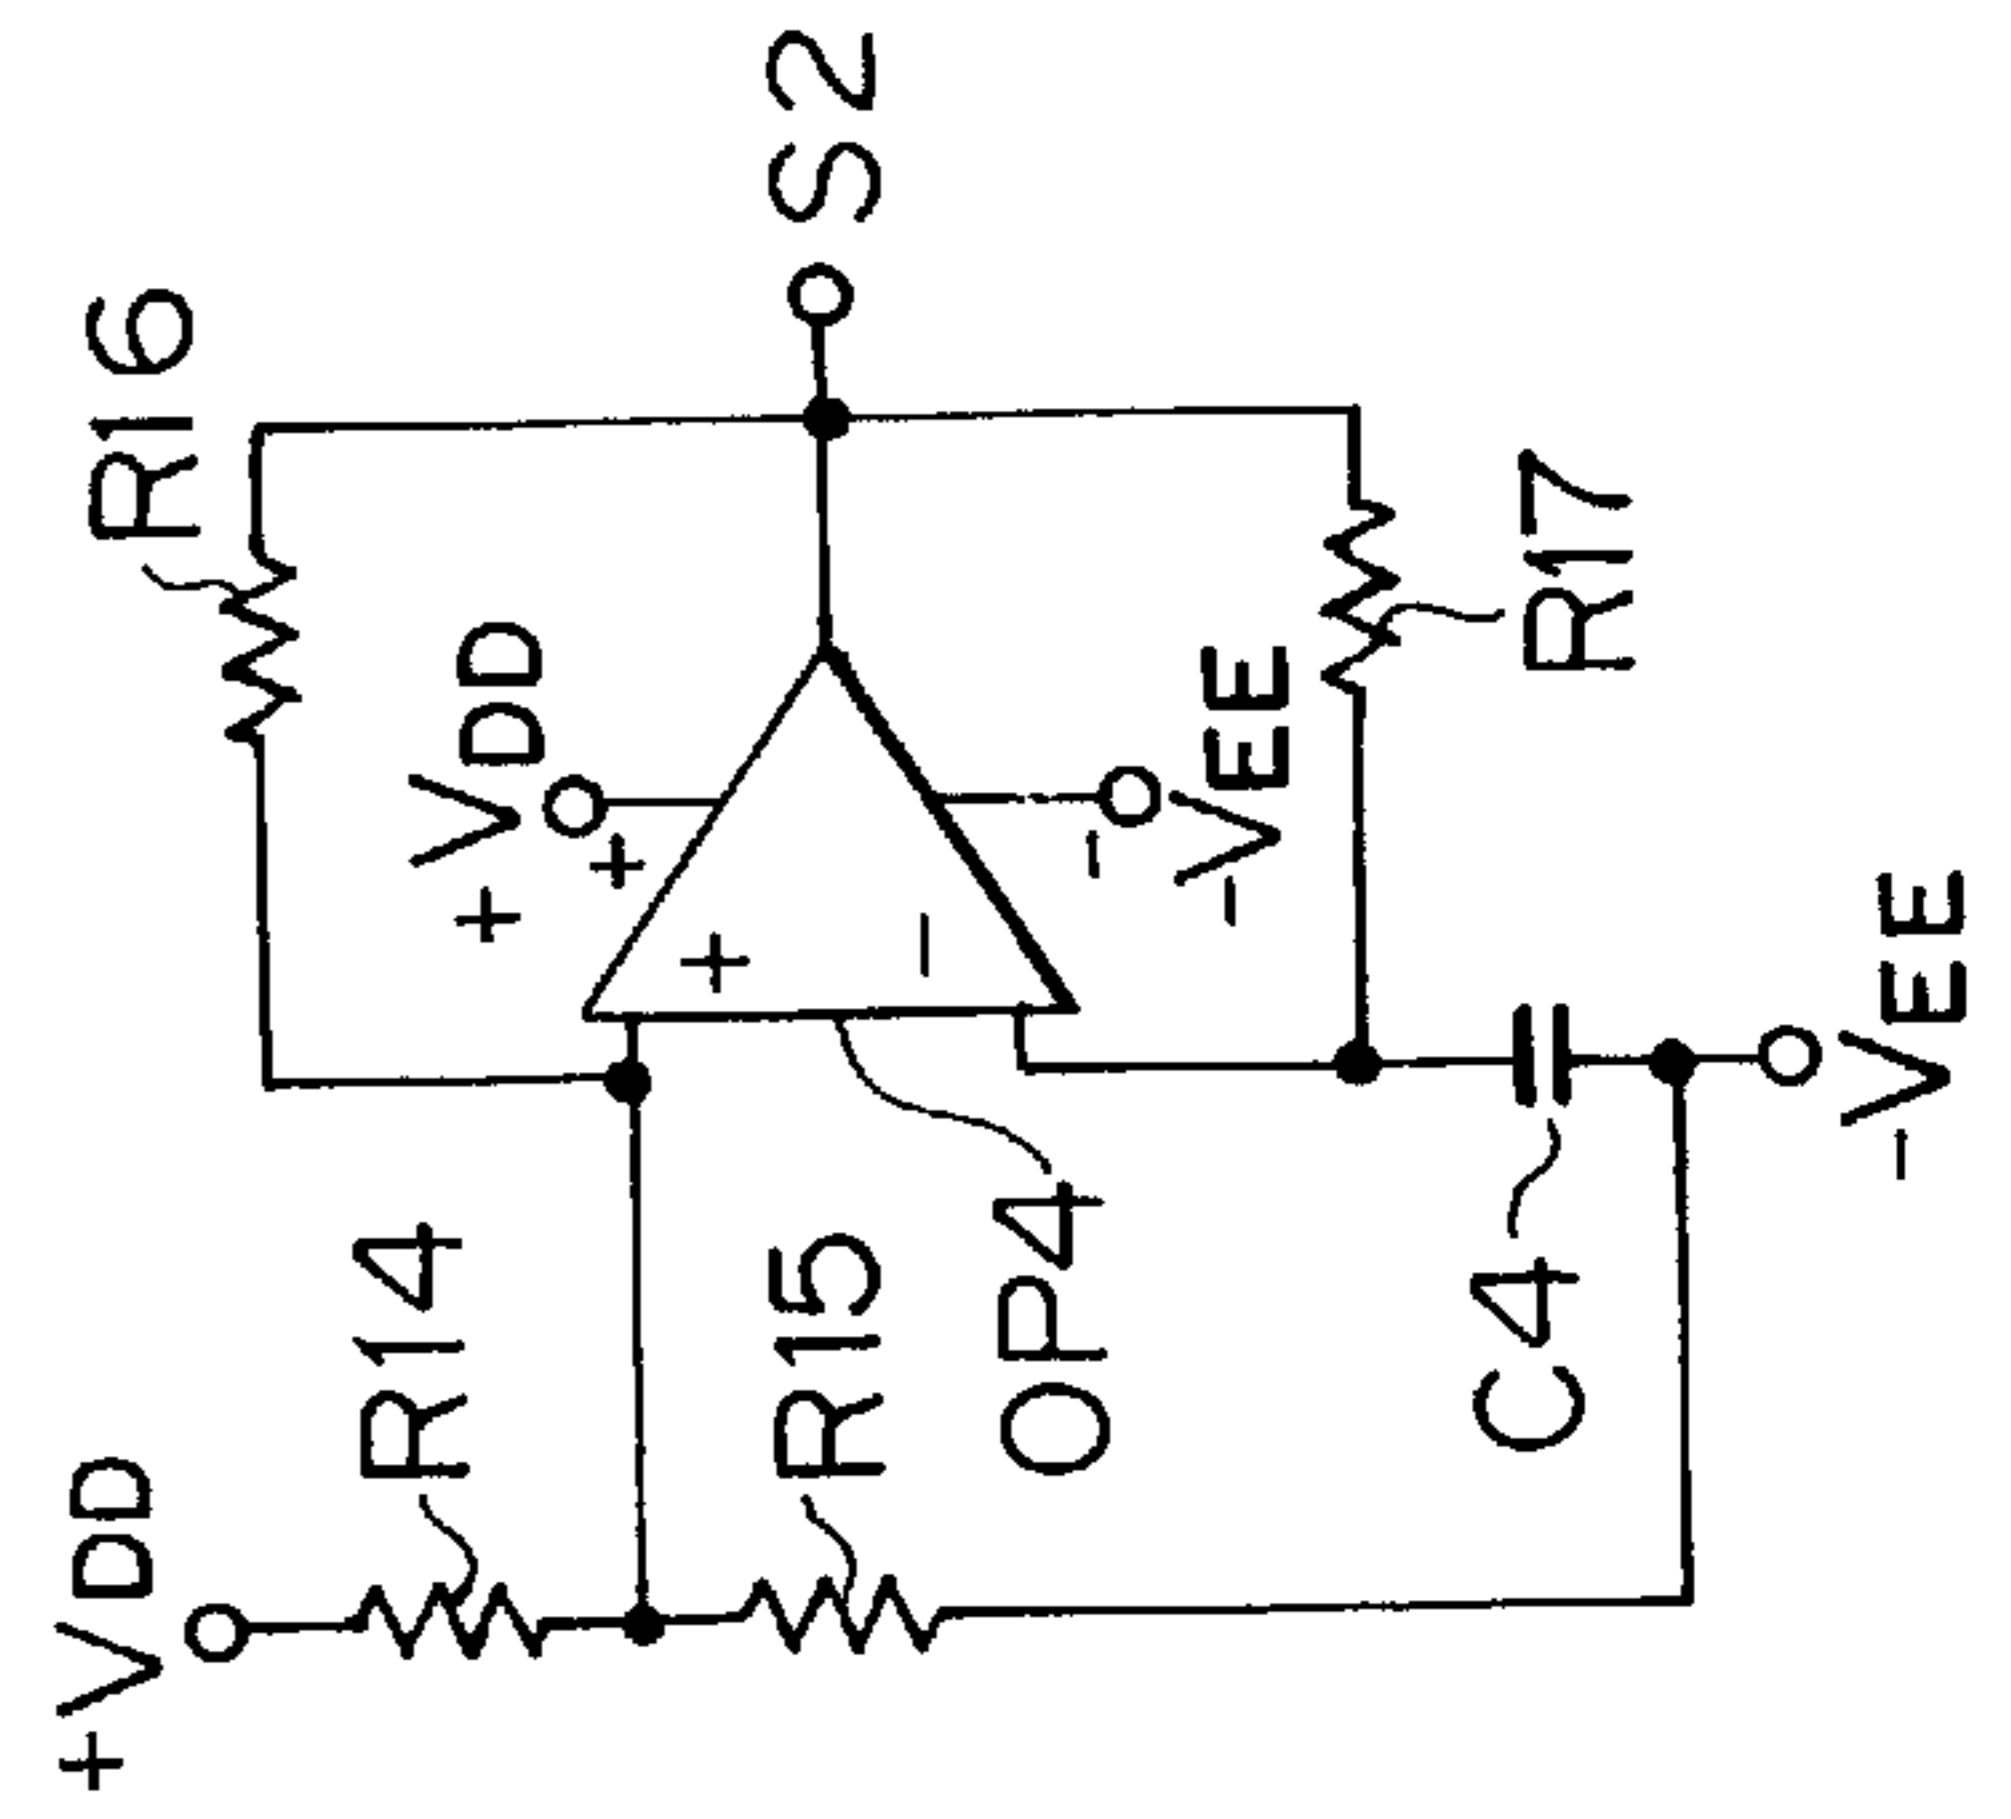 +VDD
R14
R15
OP4
C4
-VEE
+VDD
+
+
-
-
-VEE
R16
R17
S2